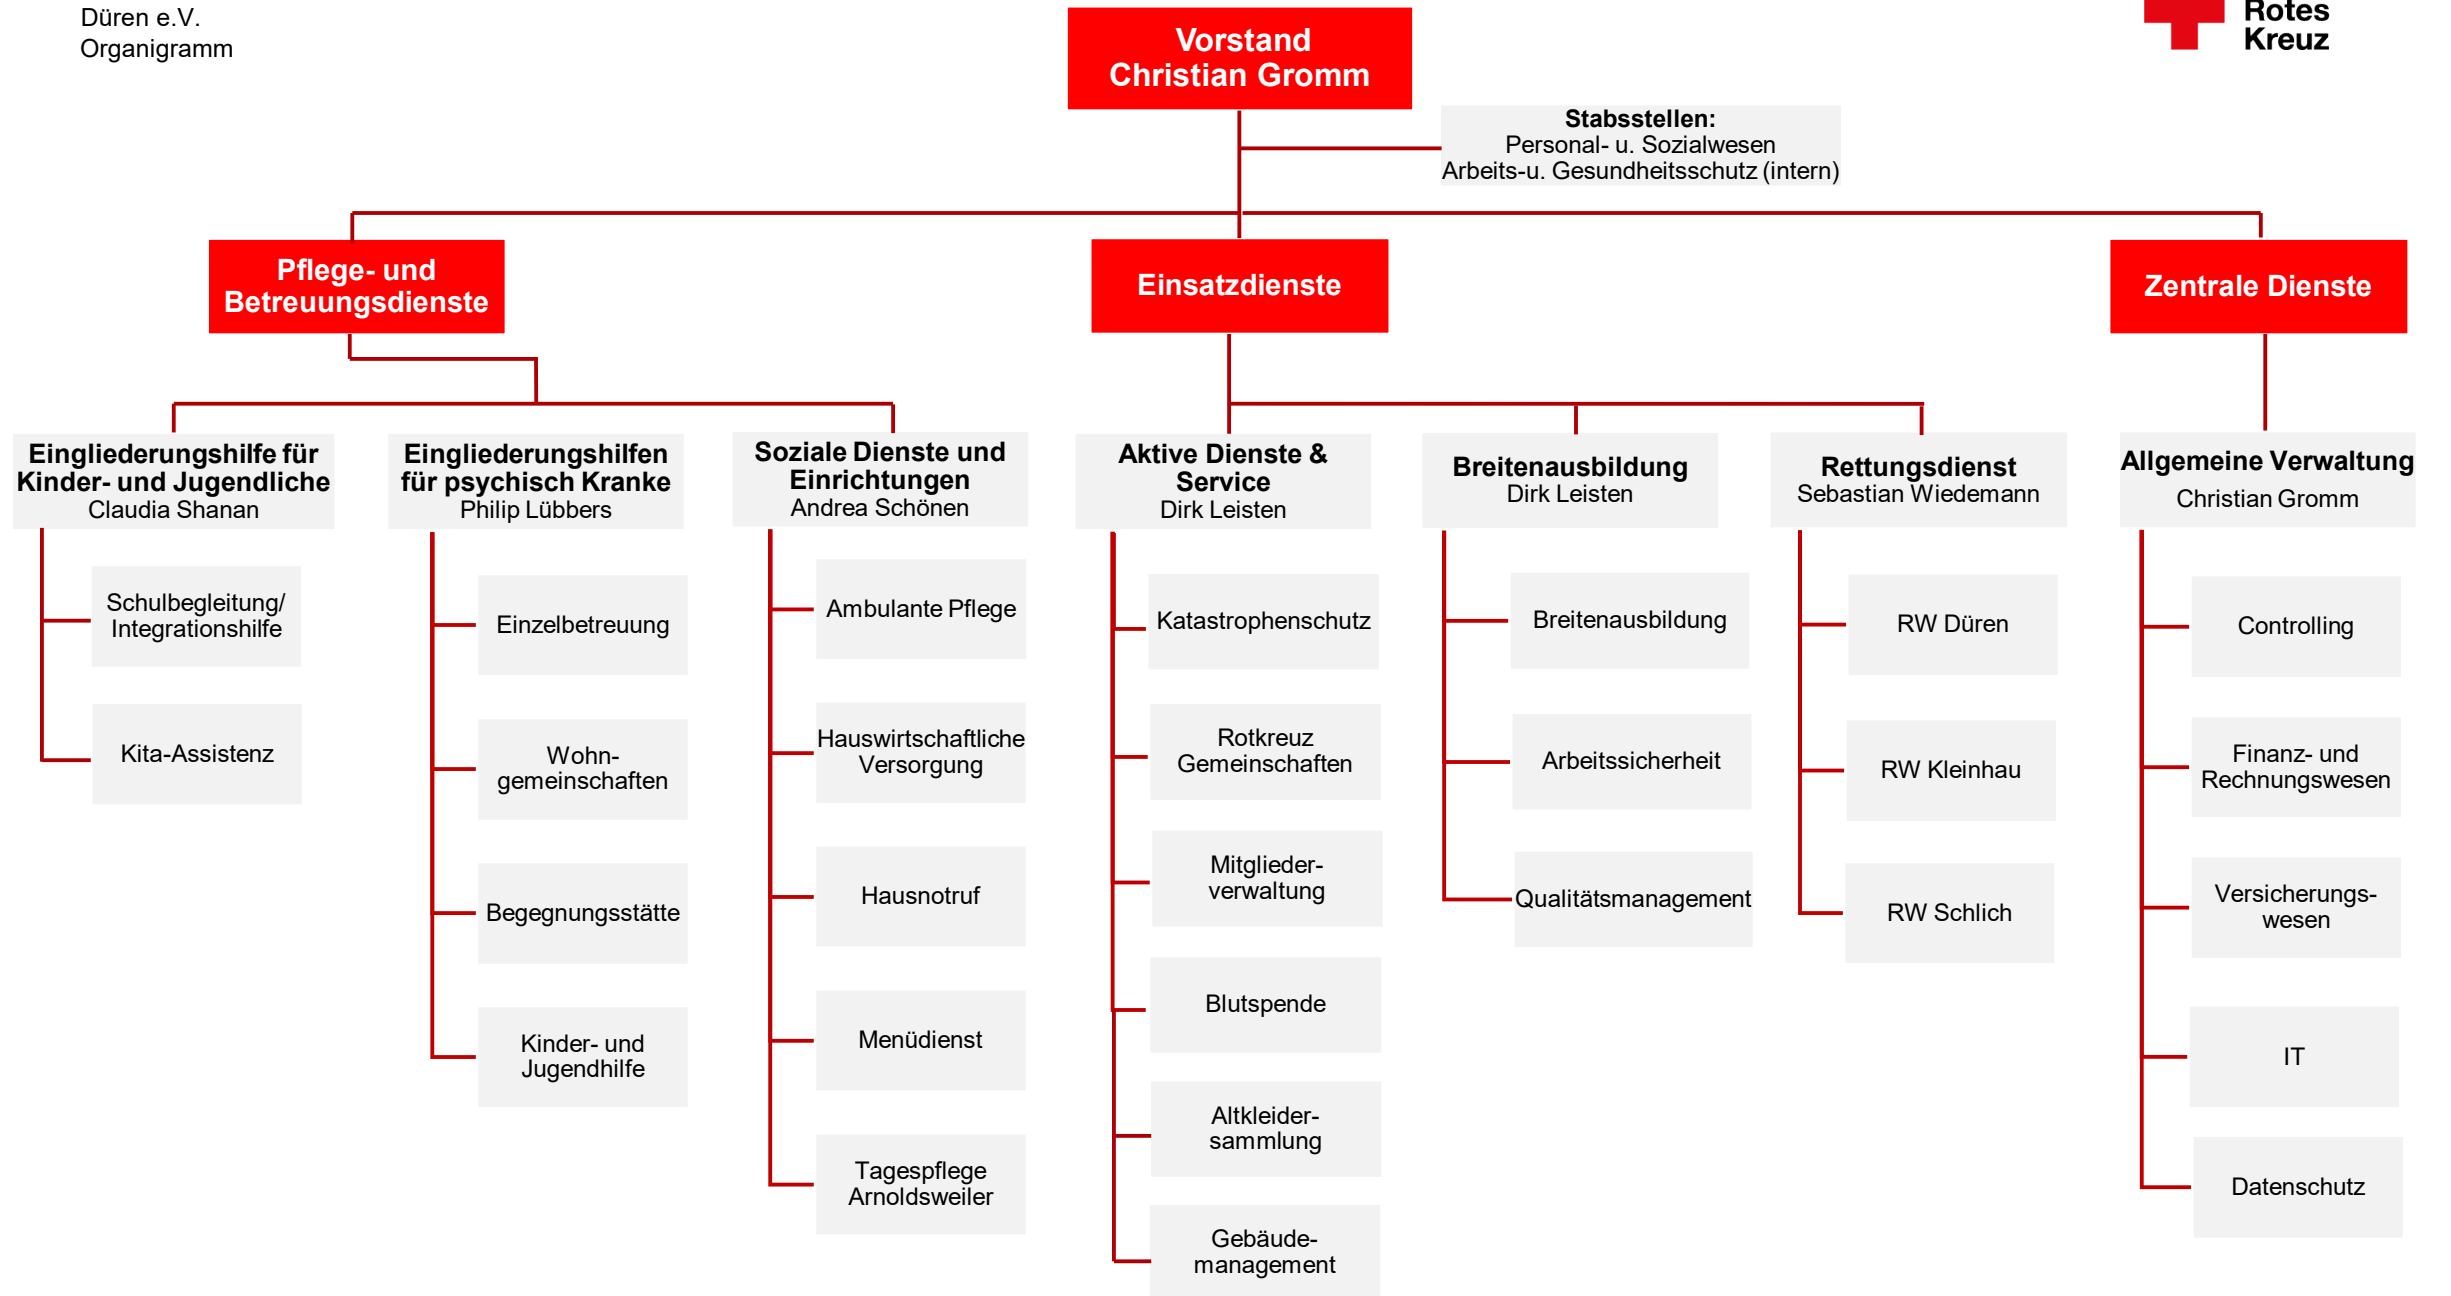 Düren e.V.
Organigramm
Rotes
Kreuz
Vorstand
Christian Gromm
Stabsstellen:
Personal- u. Sozialwesen
Arbeits-u. Gesundheitsschutz (intern)
Pflege- und
Betreuungsdienste
Einsatzdienste
Zentrale Dienste
Eingliederungshilfe für
Kinder- und Jugendliche
Claudia Shanan
Schulbegleitung/
Integrationshilfe
Kita-Assistenz
Eingliederungshilfen
für psychisch Kranke
Philip Lübbers
Einzelbetreuung
Wohn-
gemeinschaften
Begegnungsstätte
Kinder- und
Jugendhilfe
Soziale Dienste und
Einrichtungen
Andrea Schönen
Ambulante Pflege
Hauswirtschaftliche
Versorgung
Hausnotruf
Menüdienst
Tagespflege
Arnoldsweiler
Aktive Dienste &
Service
Dirk Leisten
Katastrophenschutz
Rotkreuz
Gemeinschaften
Mitglieder-
verwaltung
Blutspende
Altkleider-
sammlung
Gebäude-
management
Breitenausbildung
Dirk Leisten
Breitenausbildung
Arbeitssicherheit
Qualitätsmanagement
Rettungsdienst
Sebastian Wiedemann
RW Düren
RW Kleinhau
RW Schlich
Allgemeine Verwaltung
Christian Gromm
Controlling
Finanz- und
Rechnungswesen
Versicherungs-
wesen
IT
Datenschutz